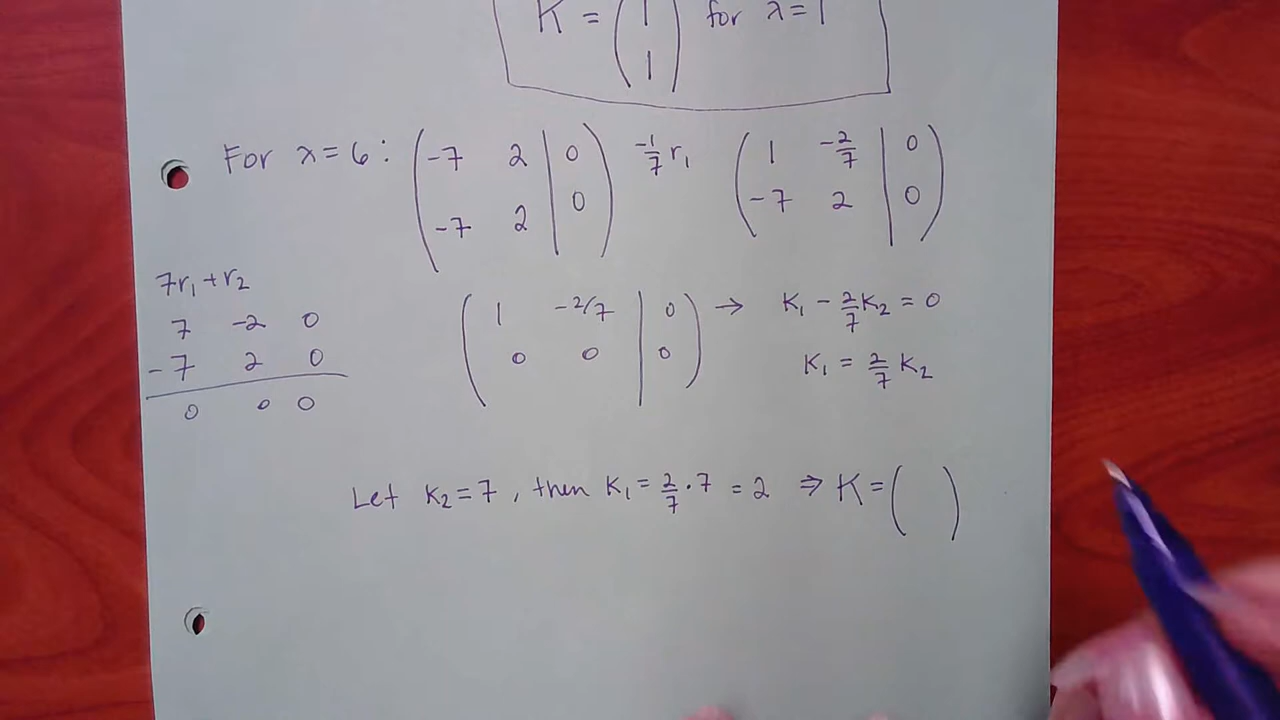 K = ( 1 1 ) for λ = 1
For λ = 6 : ( -7 2 | 0 -7 2 | 0 ) -1/7 r₁ ( 1 -2/7 | 0 -7 2 | 0 )
7r₁ + r₂
7 -2 0
-7 2 0
0 0 0
( 1 -2/7 | 0 0 0 | 0 ) → K₁ - 2/7 K₂ = 0
K₁ = 2/7 K₂
Let K₂ = 7 , then K₁ = 2/7 · 7 = 2 ⇒ K = ( )